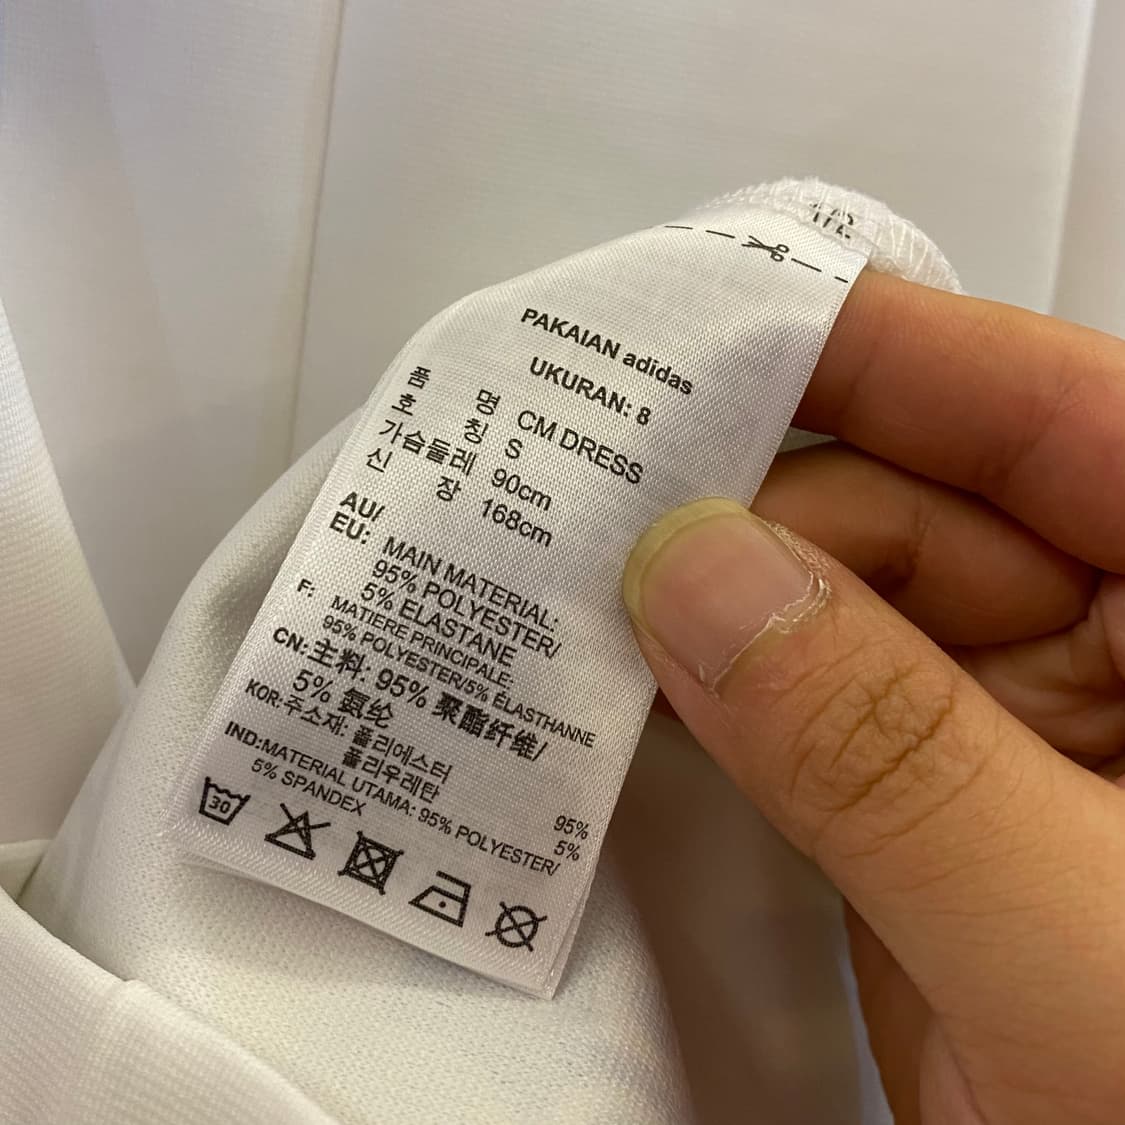 1/2
PAKAIAN adidas
UKURAN: 8
품 명 CM DRESS
호 칭 S
가슴둘레 90cm
신 장 168cm
AU/
EU: MAIN MATERIAL:
95% POLYESTER/
5% ELASTANE
F: MATIERE PRINCIPALE:
95% POLYESTER/5% ÉLASTHANNE
CN: 主料: 95% 聚酯纤维/
5% 氨纶
KOR: 주소재: 폴리에스터 95%
폴리우레탄 5%
IND:MATERIAL UTAMA: 95% POLYESTER/
5% SPANDEX
30